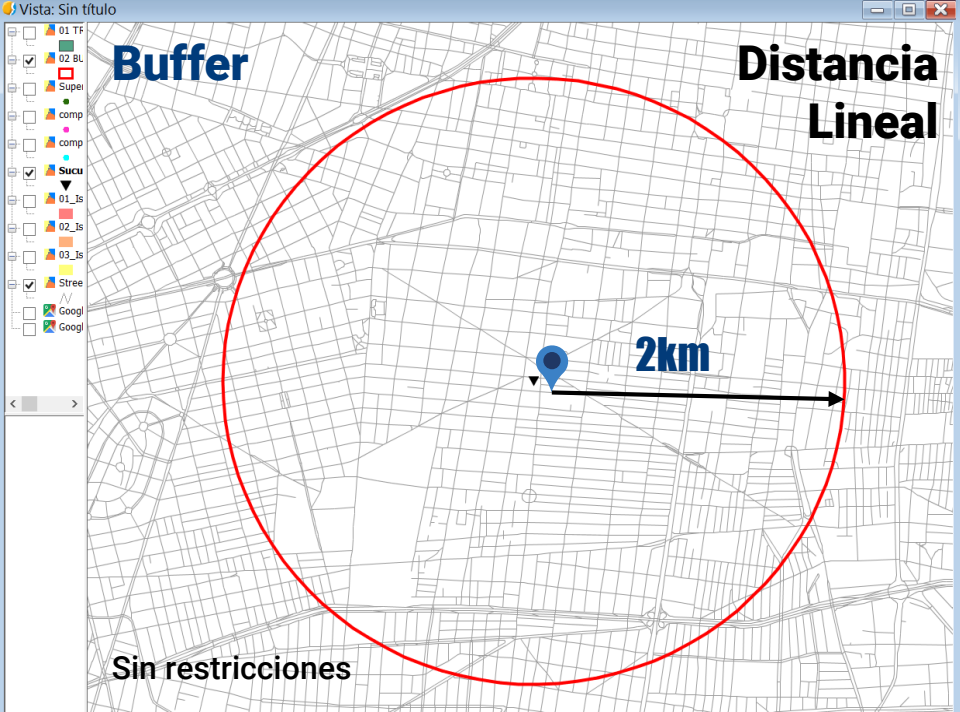 Vista: Sin título
01 TF
02 BU
Super
comp
comp
Sucu
01_Is
02_Is
03_Is
Stree
Googl
Googl
Buffer
Distancia
Lineal
2km
Sin restricciones